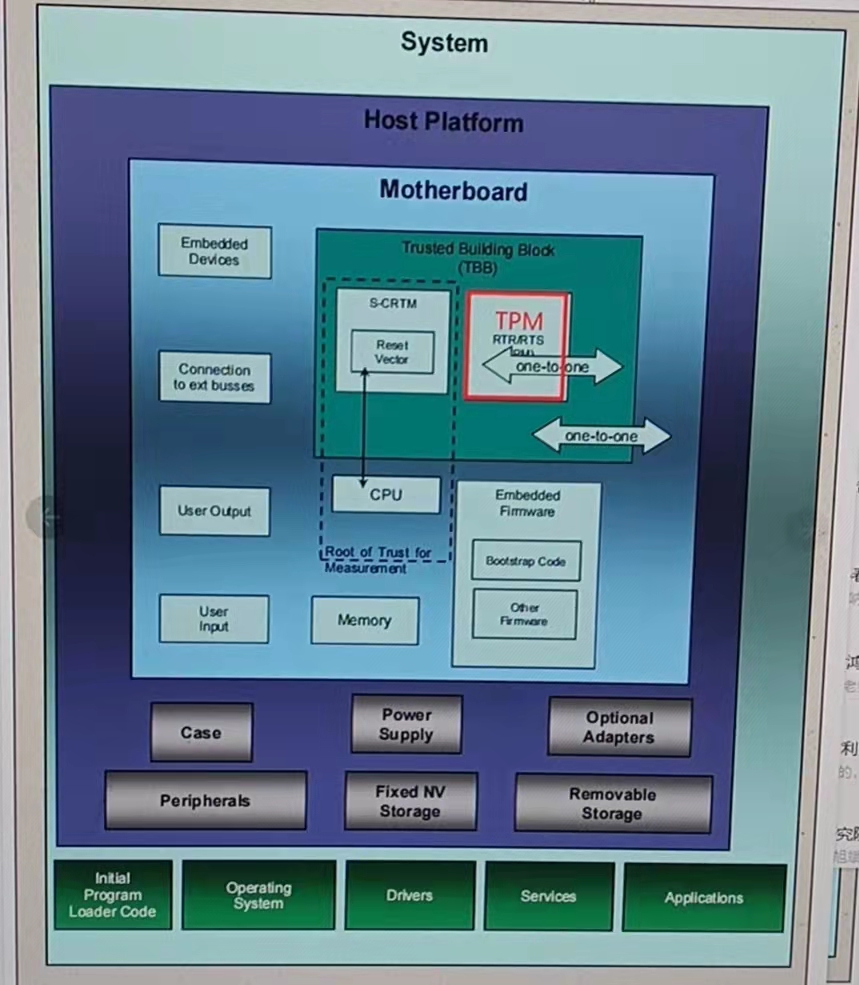 System
Host Platform
Motherboard
Embedded
Devices
Trusted Building Block
(TBB)
S-CRTM
Reset
Vector
TPM
RTR/RTS
one-to-one
Connection
to ext busses
one-to-one
User Output
CPU
Embedded
Firmware
Bootstrap Code
Root of Trust for
Measurement
User
Input
Memory
Other
Firmware
Case
Power
Supply
Optional
Adapters
Peripherals
Fixed NV
Storage
Removable
Storage
Initial
Program
Loader Code
Operating
System
Drivers
Services
Applications
利
的,